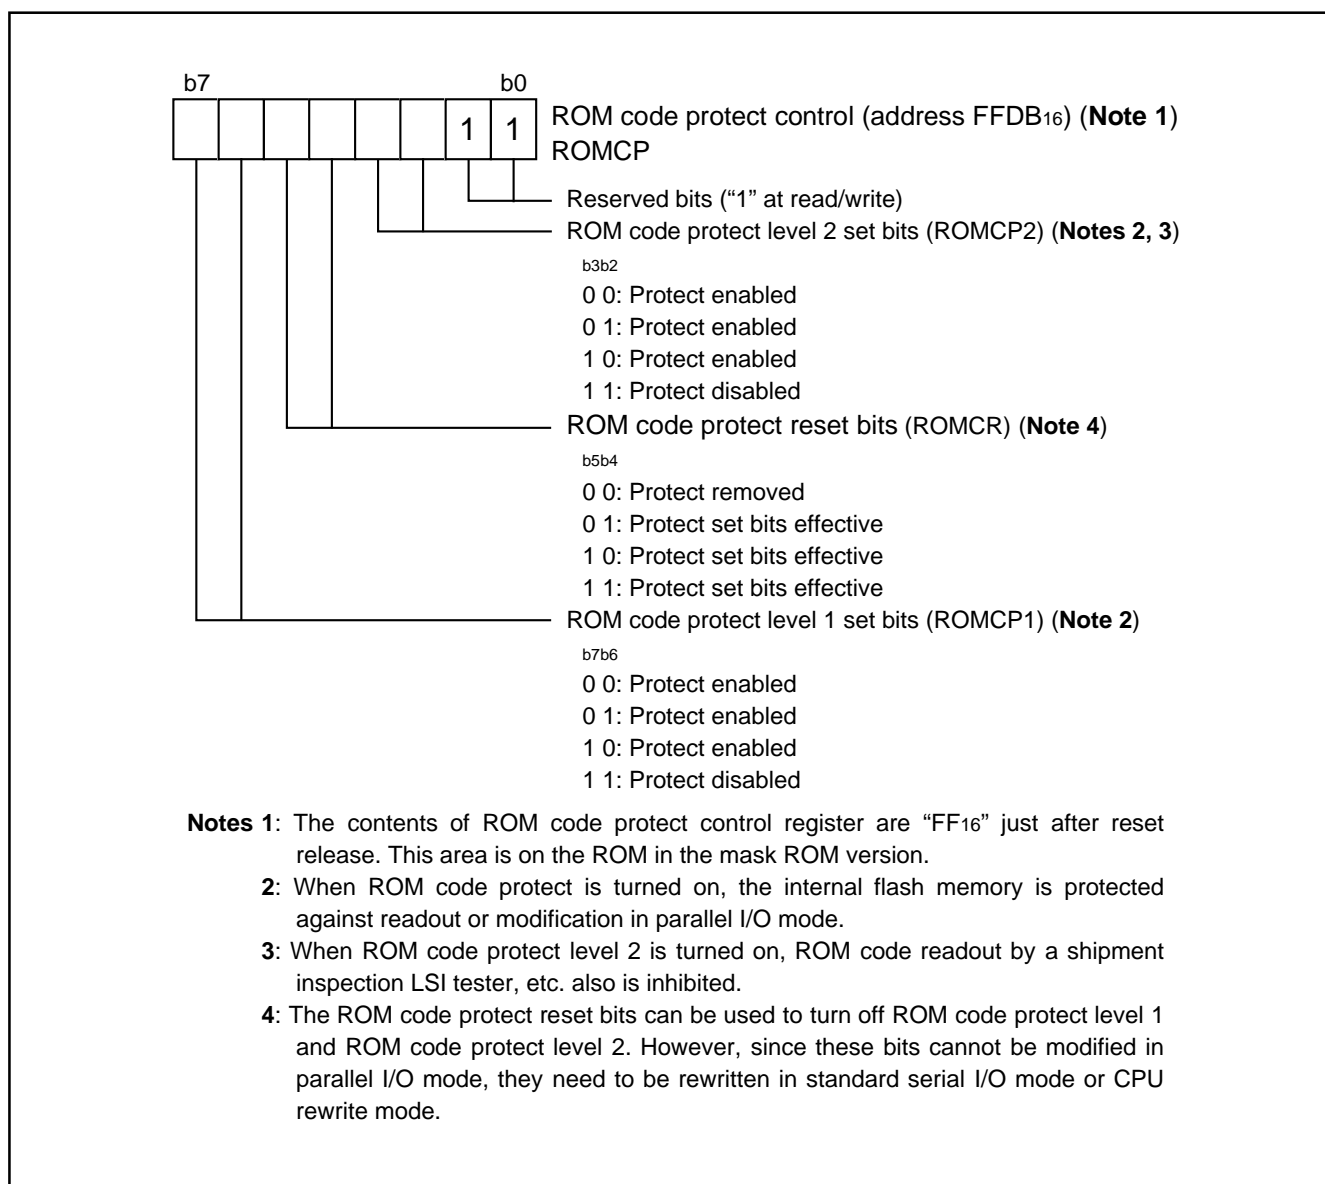 b7 b0
1 1
ROM code protect control (address FFDB16) (Note 1)
ROMCP
Reserved bits (“1” at read/write)
ROM code protect level 2 set bits (ROMCP2) (Notes 2, 3)
b3b2
0 0: Protect enabled
0 1: Protect enabled
1 0: Protect enabled
1 1: Protect disabled
ROM code protect reset bits (ROMCR) (Note 4)
b5b4
0 0: Protect removed
0 1: Protect set bits effective
1 0: Protect set bits effective
1 1: Protect set bits effective
ROM code protect level 1 set bits (ROMCP1) (Note 2)
b7b6
0 0: Protect enabled
0 1: Protect enabled
1 0: Protect enabled
1 1: Protect disabled
Notes 1: The contents of ROM code protect control register are “FF16” just after reset
release. This area is on the ROM in the mask ROM version.
2: When ROM code protect is turned on, the internal flash memory is protected
against readout or modification in parallel I/O mode.
3: When ROM code protect level 2 is turned on, ROM code readout by a shipment
inspection LSI tester, etc. also is inhibited.
4: The ROM code protect reset bits can be used to turn off ROM code protect level 1
and ROM code protect level 2. However, since these bits cannot be modified in
parallel I/O mode, they need to be rewritten in standard serial I/O mode or CPU
rewrite mode.